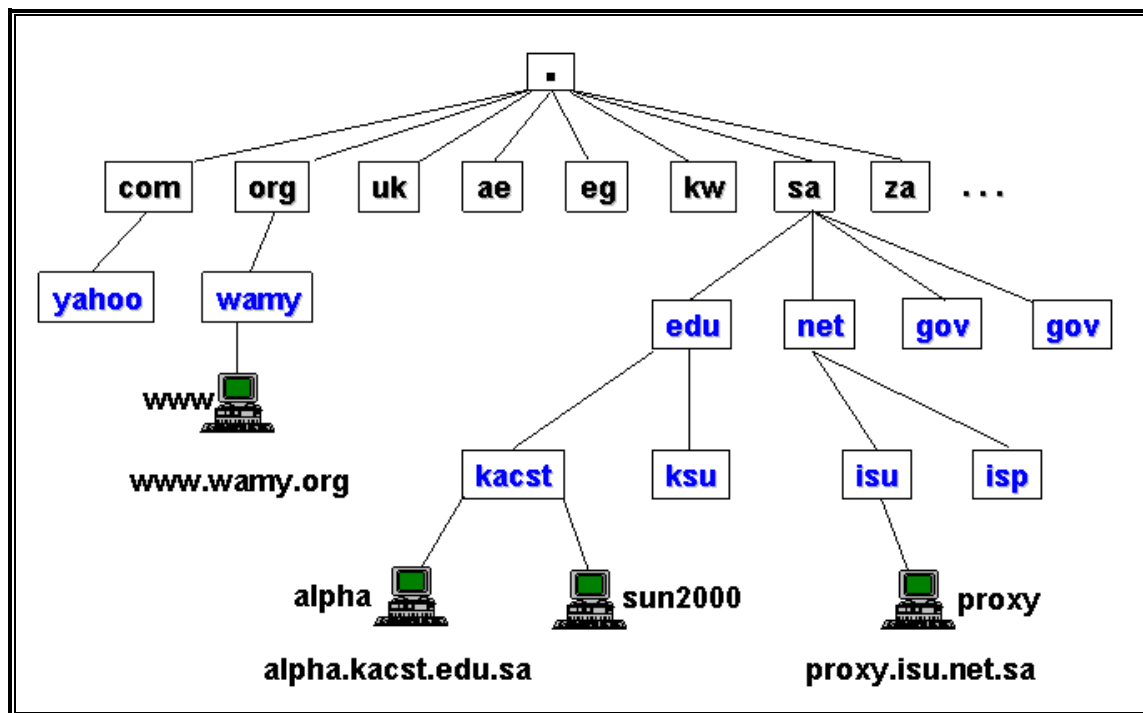 .
com org uk ae eg kw sa za ...
yahoo wamy
edu net gov gov
www
kacst ksu isu isp
www.wamy.org
alpha sun2000 proxy
alpha.kacst.edu.sa proxy.isu.net.sa